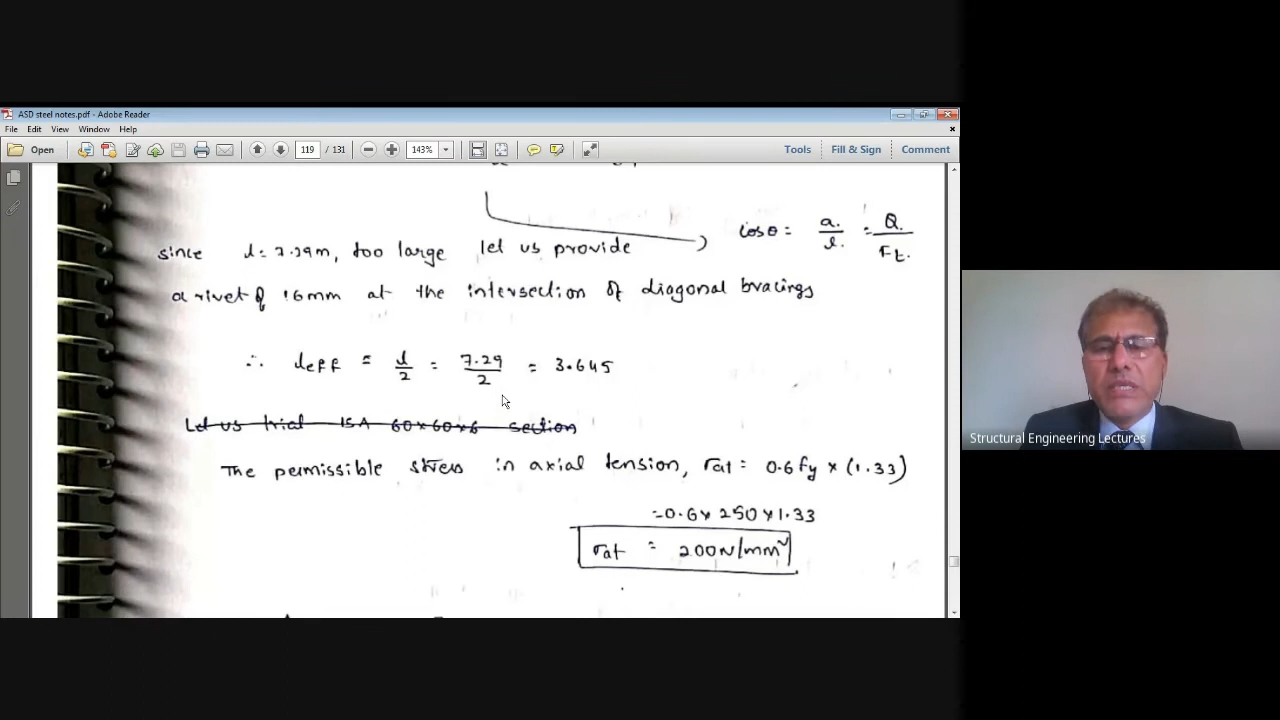 ASD steel notes.pdf - Adobe Reader
File Edit View Window Help
Open 119 / 131 143% Tools Fill & Sign Comment
cosθ = a/l = Q/Ft.
since l = 7.29m, too large let us provide
a rivet of 16mm at the intersection of diagonal bracings
∴ leff = l/2 = 7.29/2 = 3.645
Let us trial ISA 60×60×6 section
The permissible stress in axial tension, σat = 0.6fy × (1.33)
=0.6× 250×1.33
σat = 200N/mm²
Structural Engineering Lectures